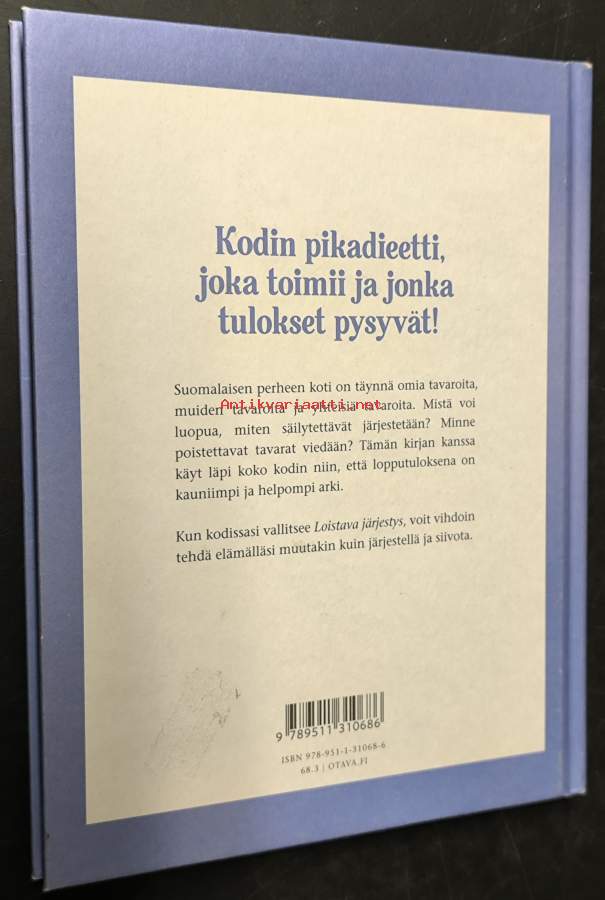 Kodin pikadieetti,
joka toimii ja jonka
tulokset pysyvät!
Suomalaisen perheen koti on täynnä omia tavaroita,
Antikvariaatti.net
muiden tavaroita ja yhteisiä tavaroita. Mistä voi
luopua, miten säilytettävät järjestetään? Minne
poistettavat tavarat viedään? Tämän kirjan kanssa
käyt läpi koko kodin niin, että lopputuloksena on
kauniimpi ja helpompi arki.
Kun kodissasi vallitsee Loistava järjestys, voit vihdoin
tehdä elämälläsi muutakin kuin järjestellä ja siivota.
9 789511 310686
ISBN 978-951-1-31068-6
68.3 | OTAVA.FI